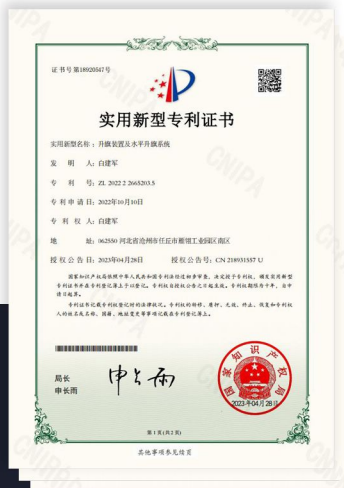 证书号第18920547号
实用新型专利证书
实用新型名称：升旗装置及水平升旗系统
发 明 人：白建军
专 利 号：ZL 2022 2 2665203.5
专利申请日：2022年10月10日
专 利 权 人：白建军
地 址：062550 河北省沧州市任丘市雁翎工业园区南区
授权公告日：2023年04月28日 授权公告号：CN 218931557 U
国家知识产权局依照中华人民共和国专利法经过初步审查，决定授予专利权，颁发实用新型
专利证书并在专利登记簿上予以登记。专利权自授权公告之日起生效。专利权期限为十年，自申
请日起算。
专利证书记载专利权登记时的法律状况。专利权的转移、质押、无效、终止、恢复和专利权
人的姓名或名称、国籍、地址变更等事项记载在专利登记簿上。
局长
申长雨
申长雨
国家知识产权局
2023年04月28日
第 1 页 (共 2 页)
其他事项参见续页
CNIPA
CNIPA
CNIPA